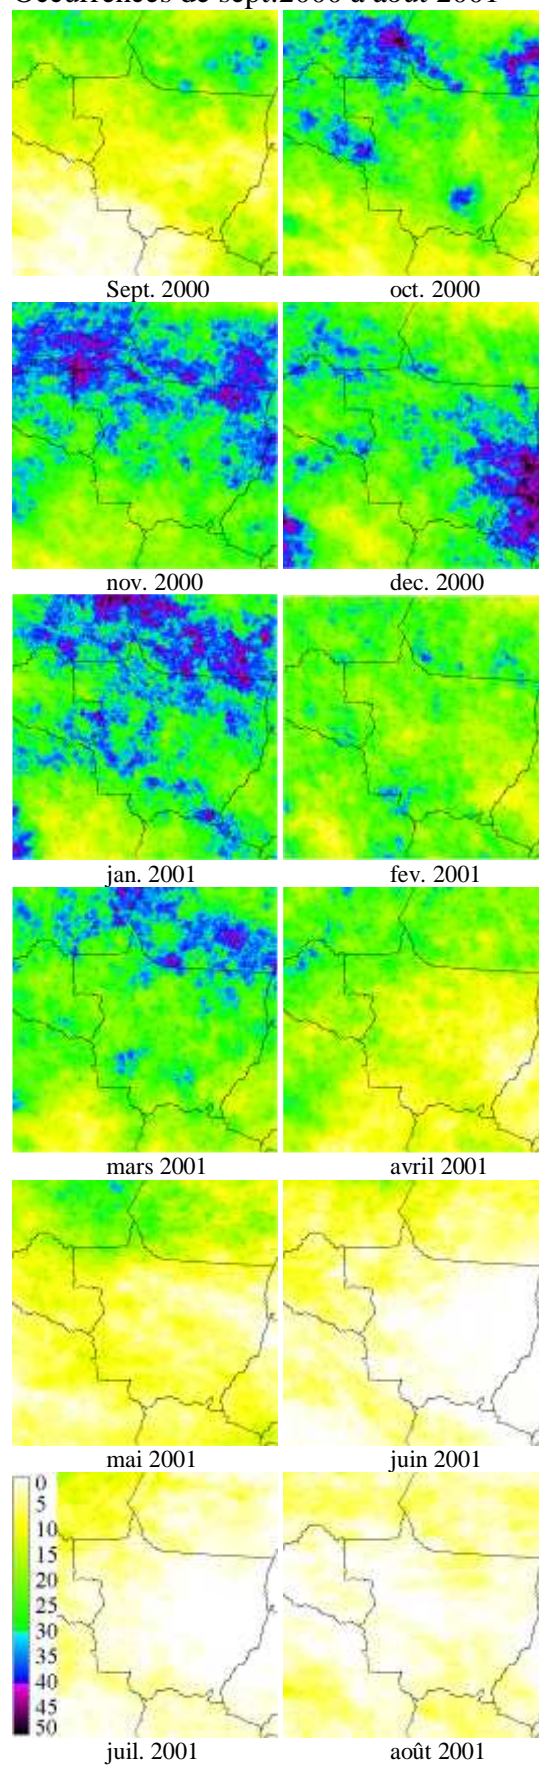 Occurrences de sept.2000 à août 2001
Sept. 2000
oct. 2000
nov. 2000
dec. 2000
jan. 2001
fev. 2001
mars 2001
avril 2001
mai 2001
juin 2001
0
5
10
15
20
25
30
35
40
45
50
juil. 2001
août 2001